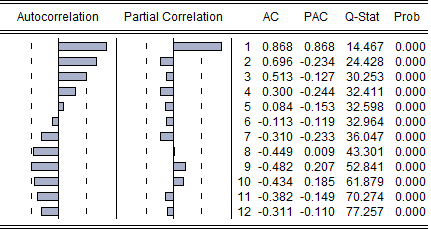 Autocorrelation Partial Correlation AC PAC Q-Stat Prob
1 0.868 0.868 14.467 0.000
2 0.696 -0.234 24.428 0.000
3 0.513 -0.127 30.253 0.000
4 0.300 -0.244 32.411 0.000
5 0.084 -0.153 32.598 0.000
6 -0.113 -0.119 32.964 0.000
7 -0.310 -0.233 36.047 0.000
8 -0.449 0.009 43.301 0.000
9 -0.482 0.207 52.841 0.000
10 -0.434 0.185 61.879 0.000
11 -0.382 -0.149 70.274 0.000
12 -0.311 -0.110 77.257 0.000